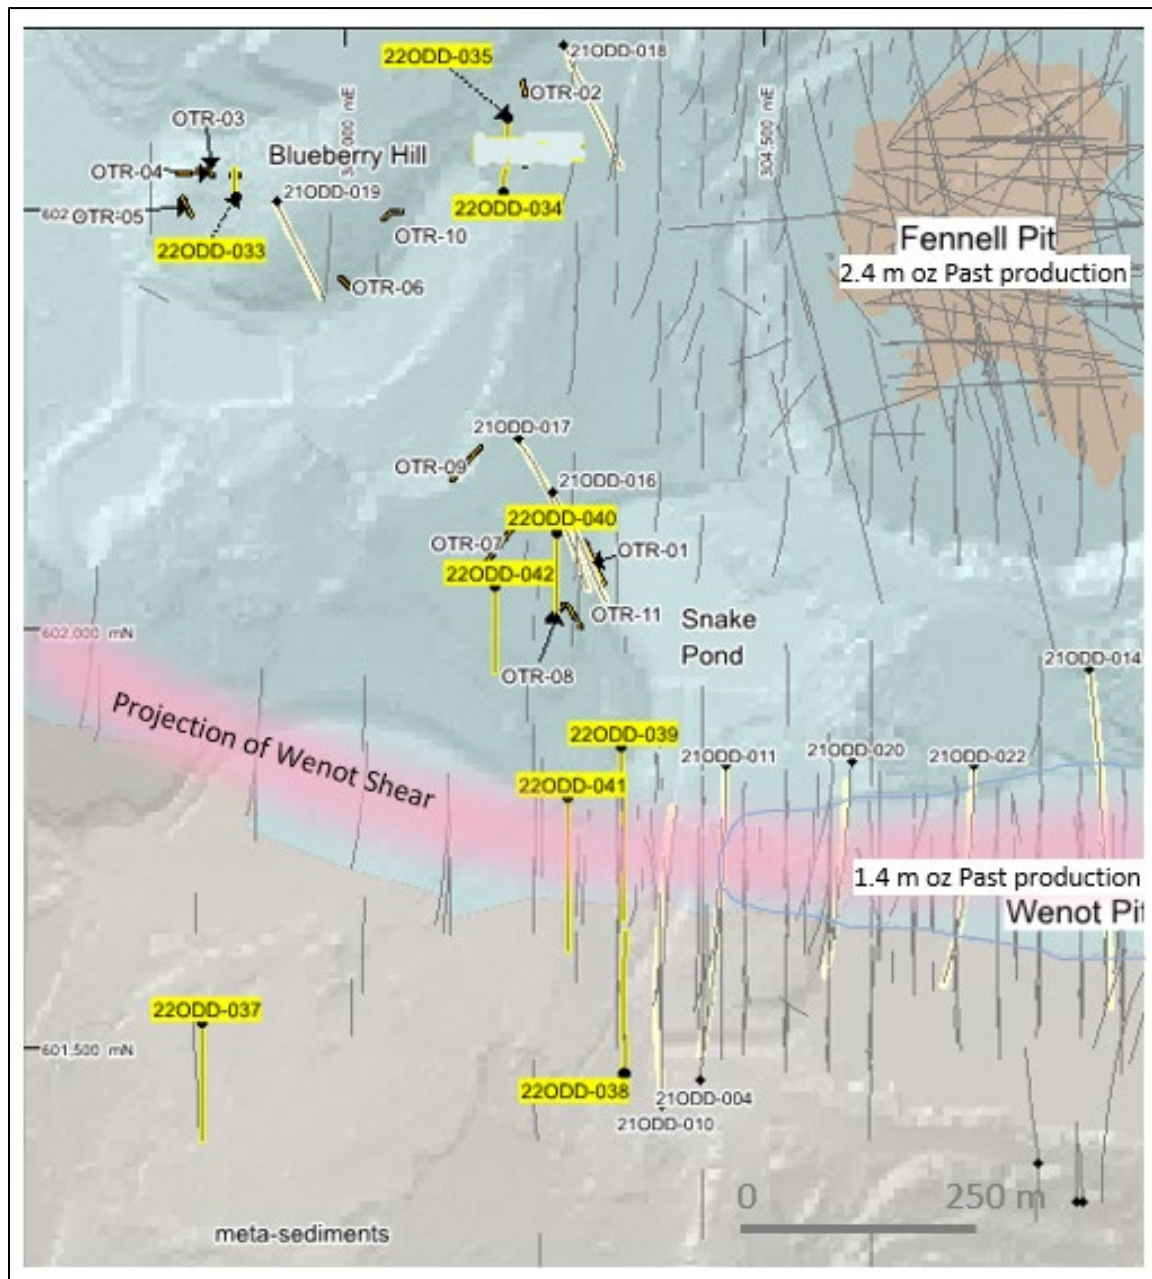 22ODD-035
21ODD-018
OTR-02
OTR-03
Blueberry Hill
304,500 mE
OTR-04
21ODD-019
OTR-05
22ODD-034
OTR-10
22ODD-033
Fennell Pit
2.4 m oz Past production
OTR-06
21ODD-017
OTR-09
21ODD-016
22ODD-040
OTR-07
OTR-01
22ODD-042
OTR-11
Snake
Pond
602,000 mN
21ODD-014
OTR-08
Projection of Wenot Shear
22ODD-039
21ODD-011
21ODD-020
21ODD-022
22ODD-041
1.4 m oz Past production
Wenot Pit
22ODD-037
601,500 mN
22ODD-038
21ODD-004
21ODD-010
0
250 m
meta-sediments